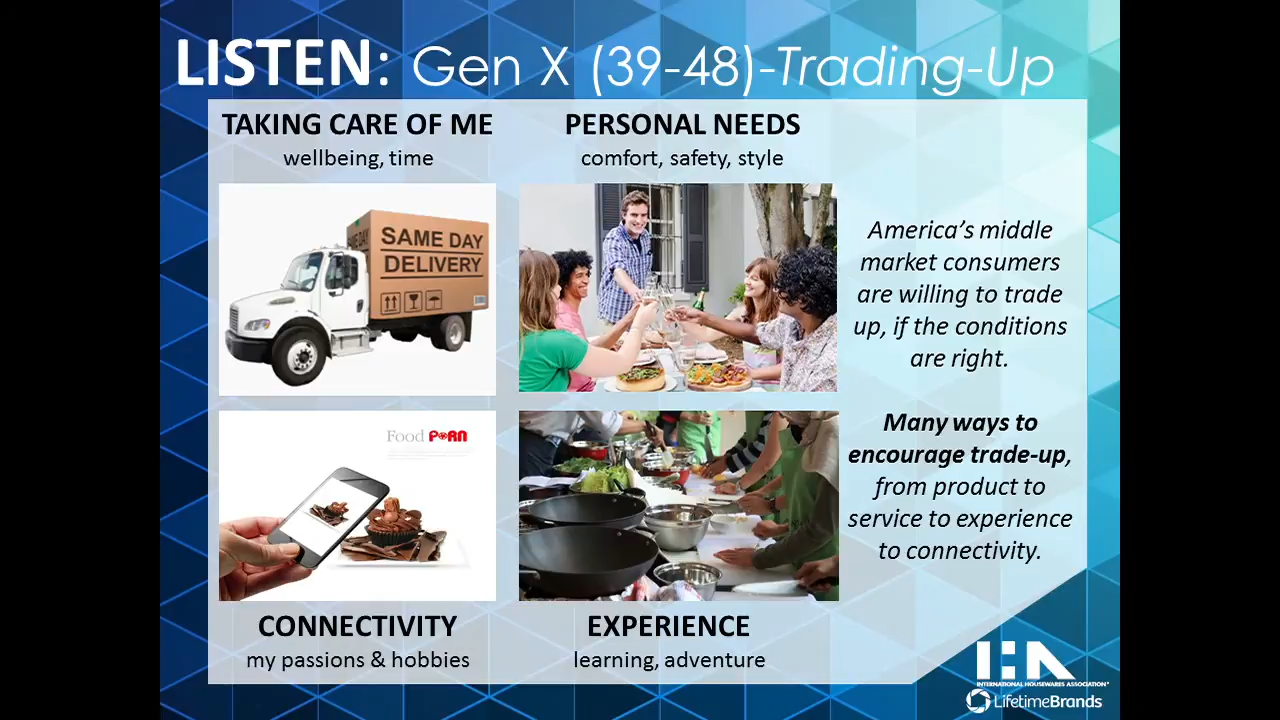 LISTEN: Gen X (39-48)-Trading-Up
TAKING CARE OF ME
wellbeing, time
PERSONAL NEEDS
comfort, safety, style
SAME DAY
SAME DAY
DELIVERY
America's middle
market consumers
are willing to trade
up, if the conditions
are right.
Many ways to
encourage trade-up,
from product to
service to experience
to connectivity.
Food PORN
CONNECTIVITY
my passions & hobbies
EXPERIENCE
learning, adventure
IHA
INTERNATIONAL HOUSEWARES ASSOCIATION
LifetimeBrands